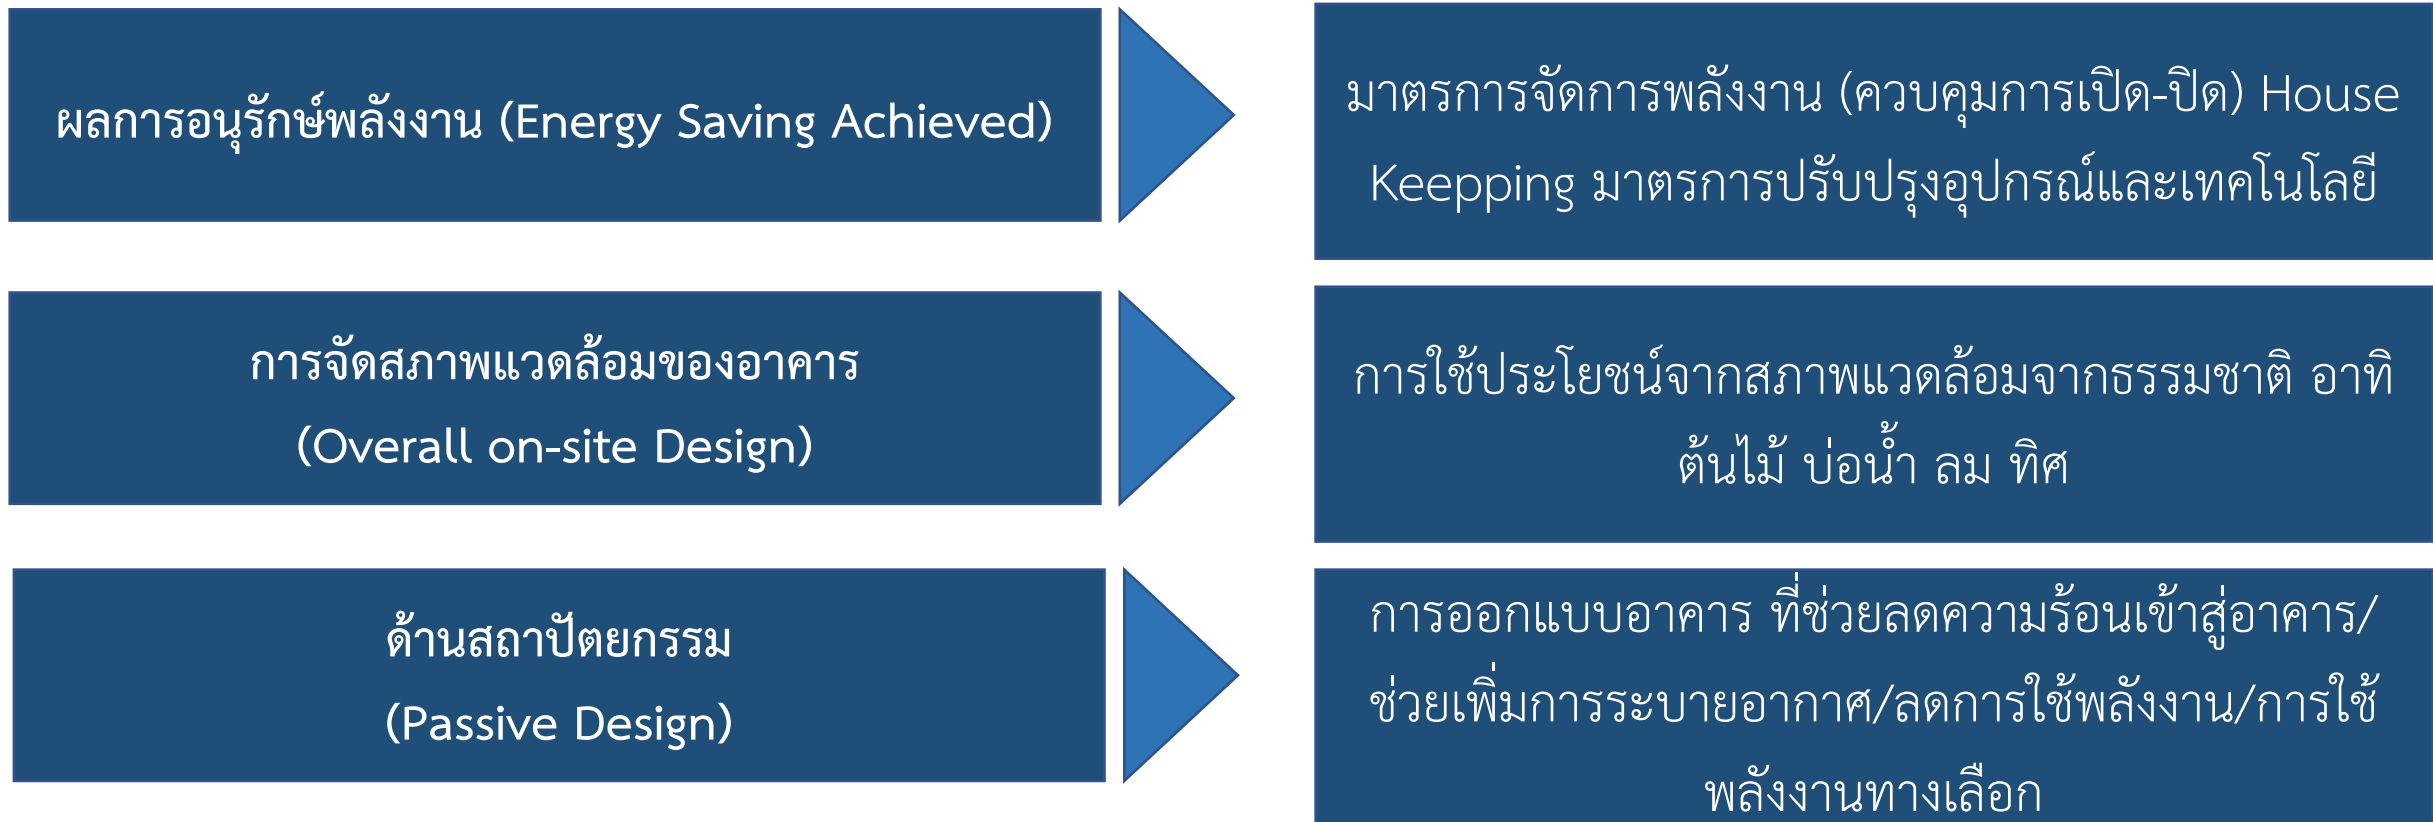 ผลการอนุรักษ์พลังงาน (Energy Saving Achieved)
มาตรการจัดการพลังงาน (ควบคุมการเปิด-ปิด) House
Keepping มาตรการปรับปรุงอุปกรณ์และเทคโนโลยี
การจัดสภาพแวดล้อมของอาคาร
(Overall on-site Design)
การใช้ประโยชน์จากสภาพแวดล้อมจากธรรมชาติ อาทิ
ต้นไม้ บ่อน้ำ ลม ทิศ
ด้านสถาปัตยกรรม
(Passive Design)
การออกแบบอาคาร ที่ช่วยลดความร้อนเข้าสู่อาคาร/
ช่วยเพิ่มการระบายอากาศ/ลดการใช้พลังงาน/การใช้
พลังงานทางเลือก